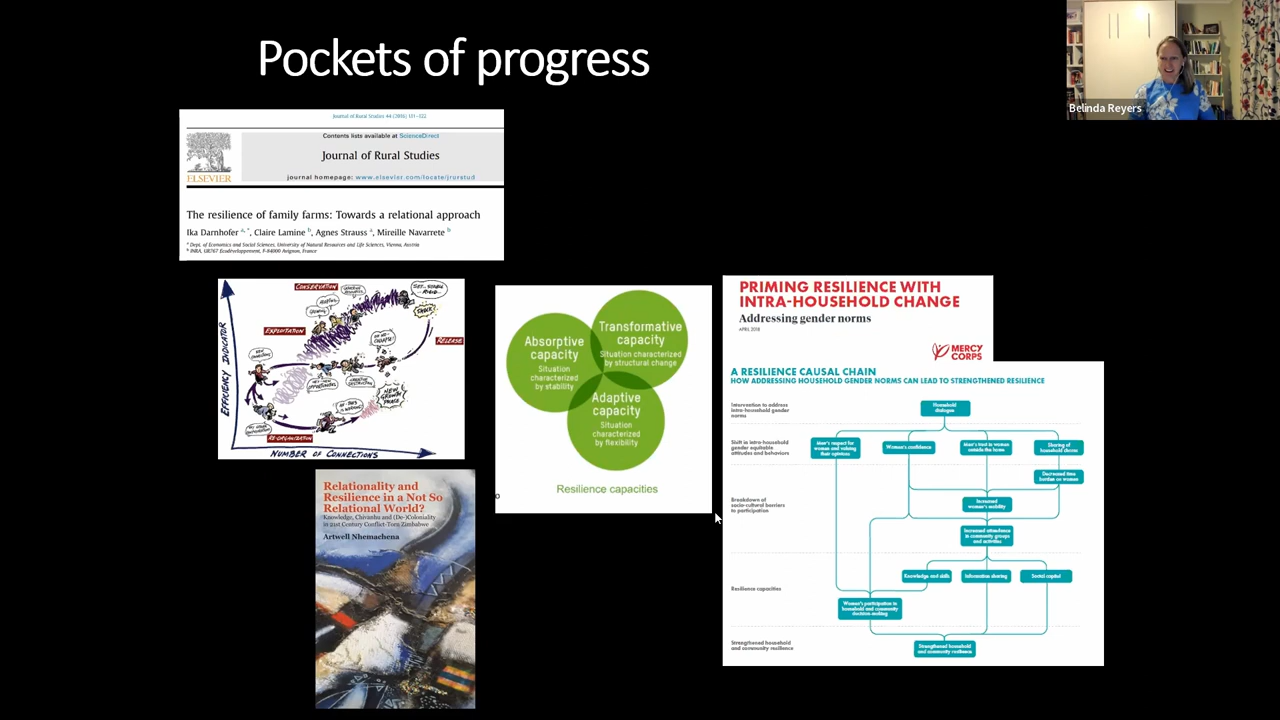 Pockets of progress
Belinda Reyers
Journal of Rural Studies 44 (2016) 111-122
Contents lists available at ScienceDirect
Journal of Rural Studies
journal homepage: www.elsevier.com/locate/jrurstud
ELSEVIER
The resilience of family farms: Towards a relational approach
Ika Darnhofer a, *, Claire Lamine b, Agnes Strauss a, Mireille Navarrete b
a Dept. of Economics and Social Sciences, University of Natural Resources and Life Sciences, Vienna, Austria
b INRA, UR767 Ecodéveloppement, F-84000 Avignon, France
EFFICIENCY INDICATOR
CONSERVATION
EXPLOITATION
RELEASE
RE-ORGANIZATION
NUMBER OF CONNECTIONS
NEW GROWTH PHASE
Absorptive
capacity
Situation
characterized
by stability
Transformative
capacity
Situation characterized
by structural change
Adaptive
capacity
Situation
characterized
by flexibility
Resilience capacities
Relationality and
Resilience in a Not So
Relational World?
Knowledge, Chivanhu and (De-)Coloniality
in 21st Century Conflict-Torn Zimbabwe
Artwell Nhemachena
PRIMING RESILIENCE WITH
INTRA-HOUSEHOLD CHANGE
Addressing gender norms
APRIL 2018
MERCY
CORPS
A RESILIENCE CAUSAL CHAIN
HOW ADDRESSING HOUSEHOLD GENDER NORMS CAN LEAD TO STRENGTHENED RESILIENCE
Intervention to address
intra-household gender
norms
Household
dialogue
Shift in intra-household
gender equitable
attitudes and behaviors
Men's respect for
women and valuing
their opinions
Women's confidence
Men's trust in women
outside the home
Sharing of
household chores
Decreased time
burden on women
Breakdown of
socio-cultural barriers
to participation
Increased
women's mobility
Increased attendance
in community groups
and activities
Resilience capacities
Knowledge and skills
Information sharing
Social capital
Women's participation in
household and community
decision-making
Strengthened household
and community resilience
Strengthened household
and community resilience